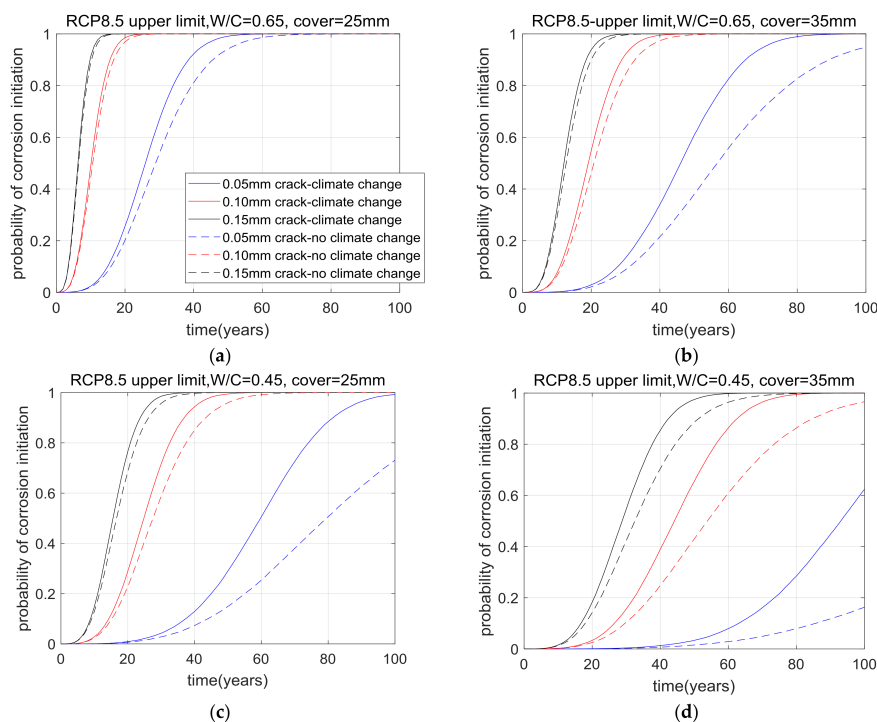 RCP8.5 upper limit,W/C=0.65, cover=25mm
probability of corrosion initiation
1
0.8
0.6
0.4
0.2
0
0.05mm crack-climate change
0.10mm crack-climate change
0.15mm crack-climate change
0.05mm crack-no climate change
0.10mm crack-no climate change
0.15mm crack-no climate change
0 20 40 60 80 100
time(years)
(a)
RCP8.5-upper limit,W/C=0.65, cover=35mm
probability of corrosion initiation
1
0.8
0.6
0.4
0.2
0
0 20 40 60 80 100
time(years)
(b)
RCP8.5 upper limit,W/C=0.45, cover=25mm
probability of corrosion initiation
1
0.8
0.6
0.4
0.2
0
0 20 40 60 80 100
time(years)
(c)
RCP8.5 upper limit,W/C=0.45, cover=35mm
probability of corrosion initiation
1
0.8
0.6
0.4
0.2
0
0 20 40 60 80 100
time(years)
(d)